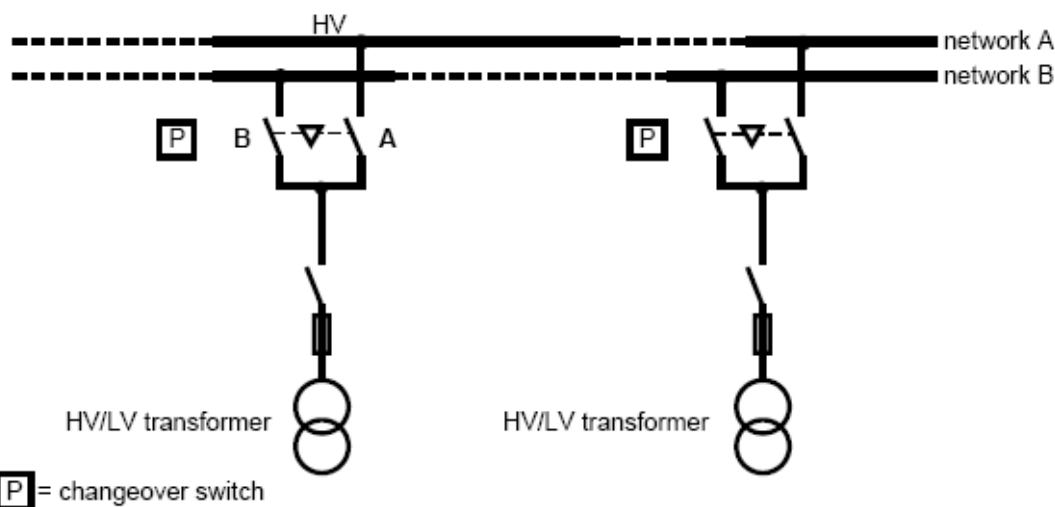 HV
network A
network B
P B A
P
HV/LV transformer
HV/LV transformer
P = changeover switch